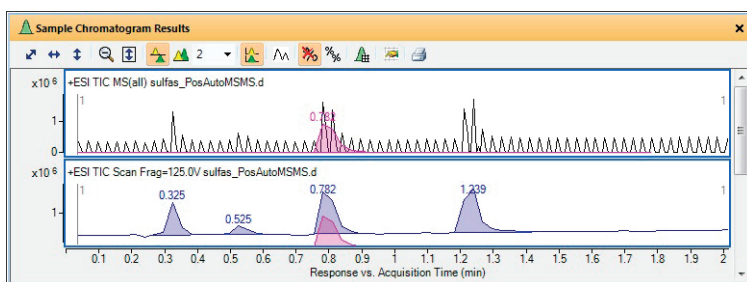 Sample Chromatogram Results
2
x10 6 +ESI TIC MS(all) sulfas_PosAutoMSMS.d
1 1
0.782
1
0
x10 6 +ESI TIC Scan Frag=125.0V sulfas_PosAutoMSMS.d
1 1
0.325 0.525 0.782 1.239
1
0.1 0.2 0.3 0.4 0.5 0.6 0.7 0.8 0.9 1 1.1 1.2 1.3 1.4 1.5 1.6 1.7 1.8 1.9 2
Response vs. Acquisition Time (min)